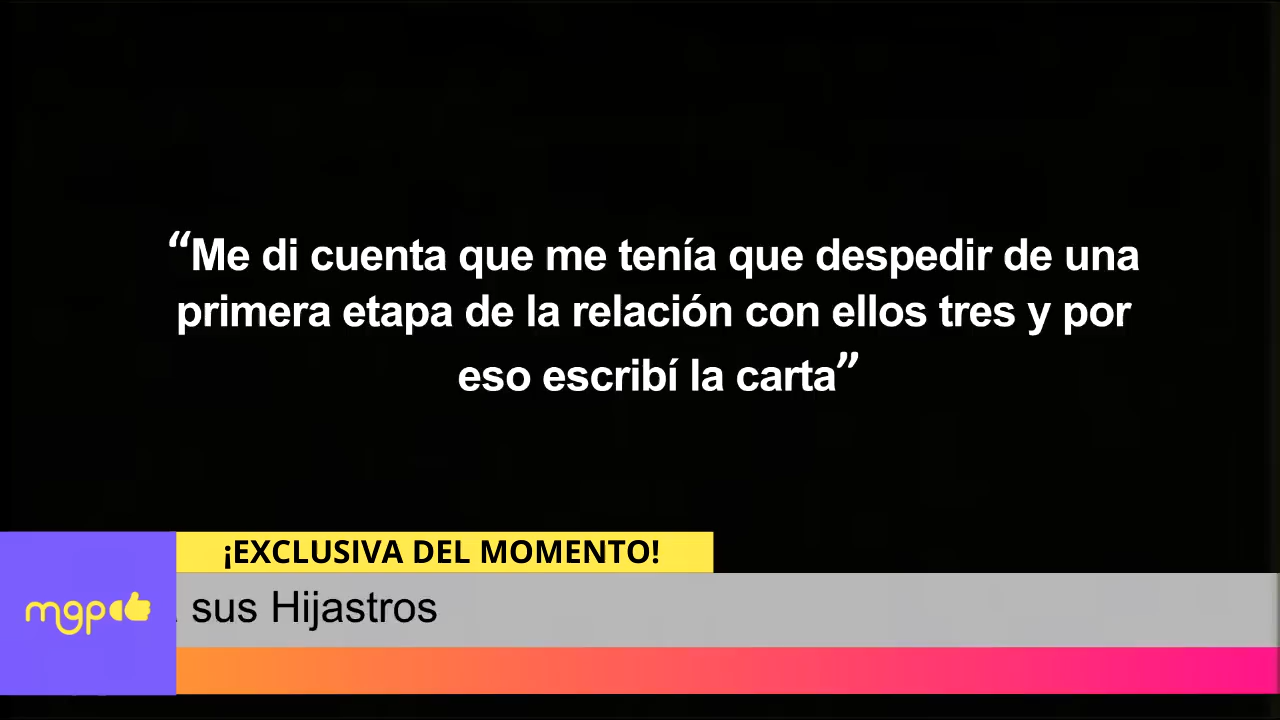 “Me di cuenta que me tenía que despedir de una
primera etapa de la relación con ellos tres y por
eso escribí la carta”
¡EXCLUSIVA DEL MOMENTO!
mgp
sus Hijastros